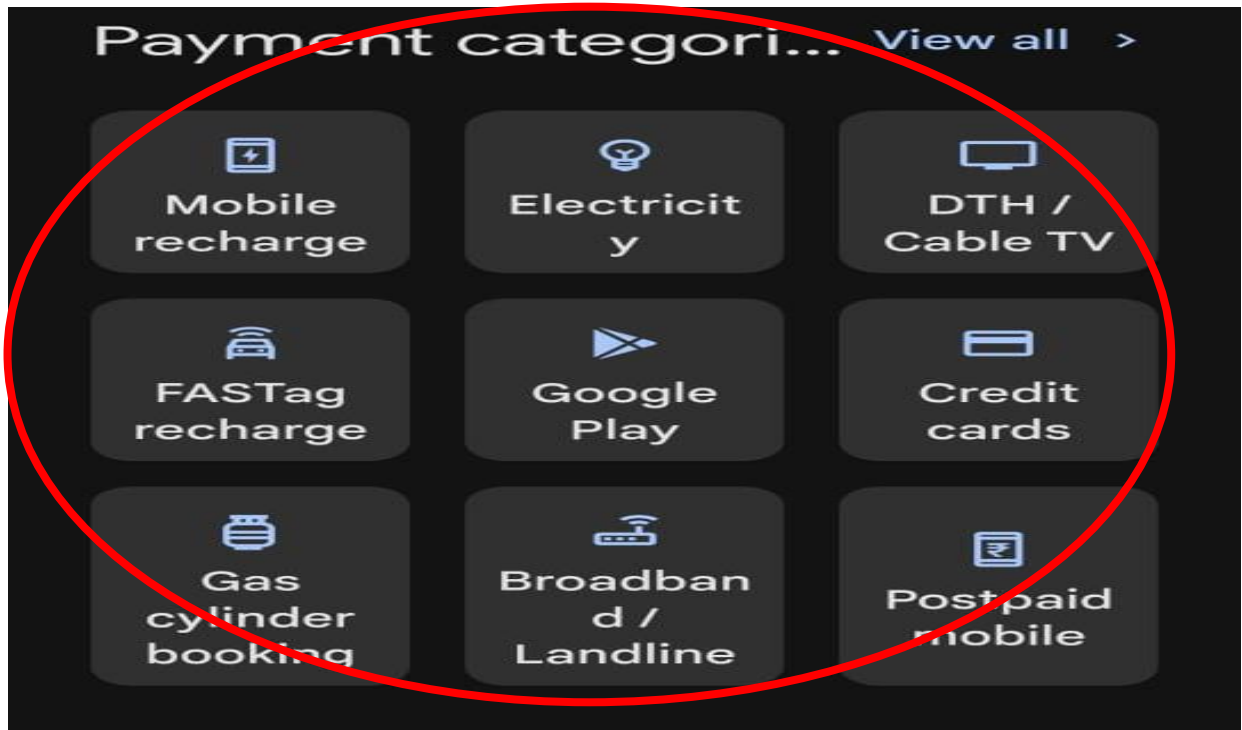 Payment categori... View all >
Mobile
recharge
Electricit
y
DTH /
Cable TV
FASTag
recharge
Google
Play
Credit
cards
Gas
cylinder
booking
Broadban
d /
Landline
Postpaid
mobile